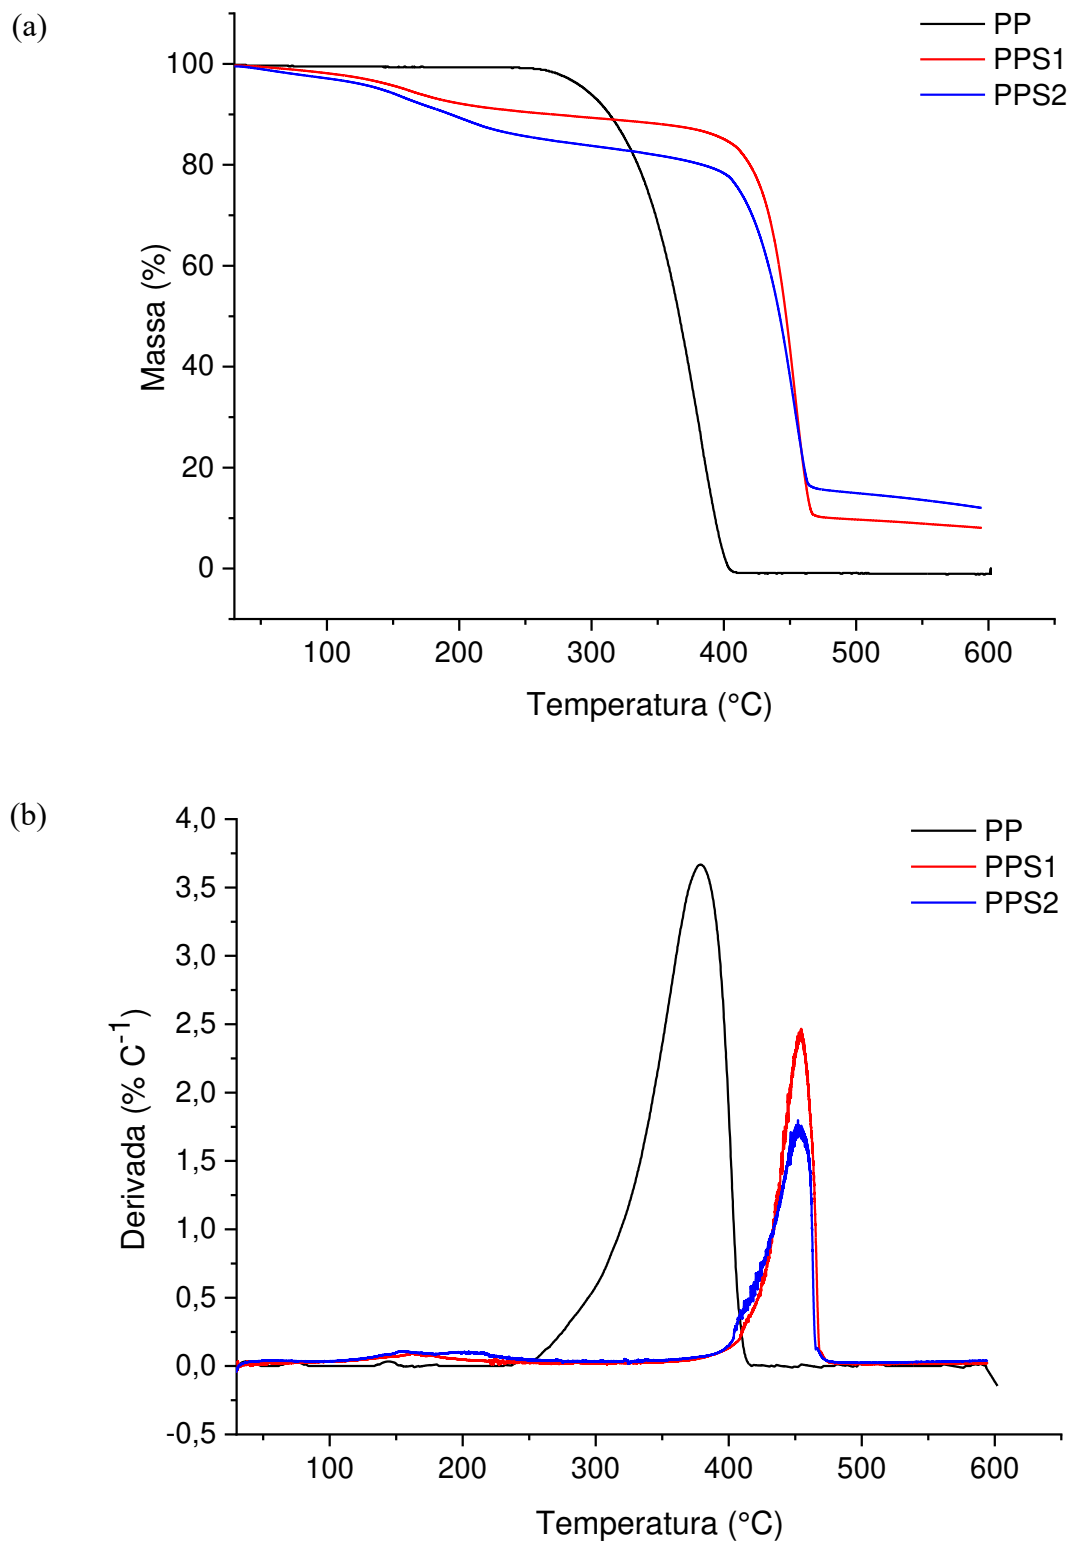 (a)
PP
PPS1
PPS2
100
80
60
40
20
0
Massa (%)
100 200 300 400 500 600
Temperatura (°C)
(b)
PP
PPS1
PPS2
4,0
3,5
3,0
2,5
2,0
1,5
1,0
0,5
0,0
-0,5
Derivada (% C⁻¹)
100 200 300 400 500 600
Temperatura (°C)